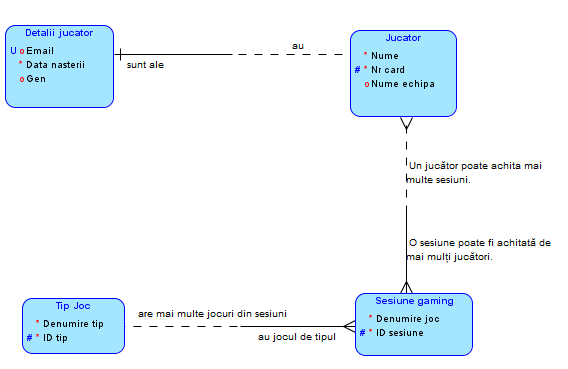 Detalii jucator
U o Email
* Data nasterii
o Gen
sunt ale
au
Jucator
* Nume
# * Nr card
o Nume echipa
Un jucător poate achita mai
multe sesiuni.
O sesiune poate fi achitată de
mai mulți jucători.
Tip Joc
* Denumire tip
# * ID tip
are mai multe jocuri din sesiuni
au jocul de tipul
Sesiune gaming
* Denumire joc
# * ID sesiune